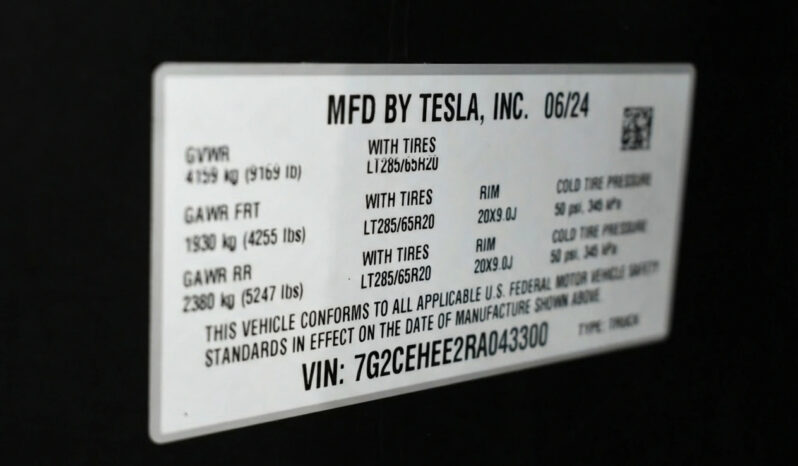 MFD BY TESLA, INC. 06/24
GVWR
4159 kg (9169 lb)
WITH TIRES
LT285/65R20
GAWR FRT
1930 kg (4255 lbs)
WITH TIRES
LT285/65R20
RIM
20X9.0J
COLD TIRE PRESSURE
50 psi, 345 kPa
GAWR RR
2380 kg (5247 lbs)
WITH TIRES
LT285/65R20
RIM
20X9.0J
COLD TIRE PRESSURE
50 psi, 345 kPa
THIS VEHICLE CONFORMS TO ALL APPLICABLE U.S. FEDERAL MOTOR VEHICLE SAFETY
STANDARDS IN EFFECT ON THE DATE OF MANUFACTURE SHOWN ABOVE.
VIN: 7G2CEHEE2RA043300
TYPE: TRUCK